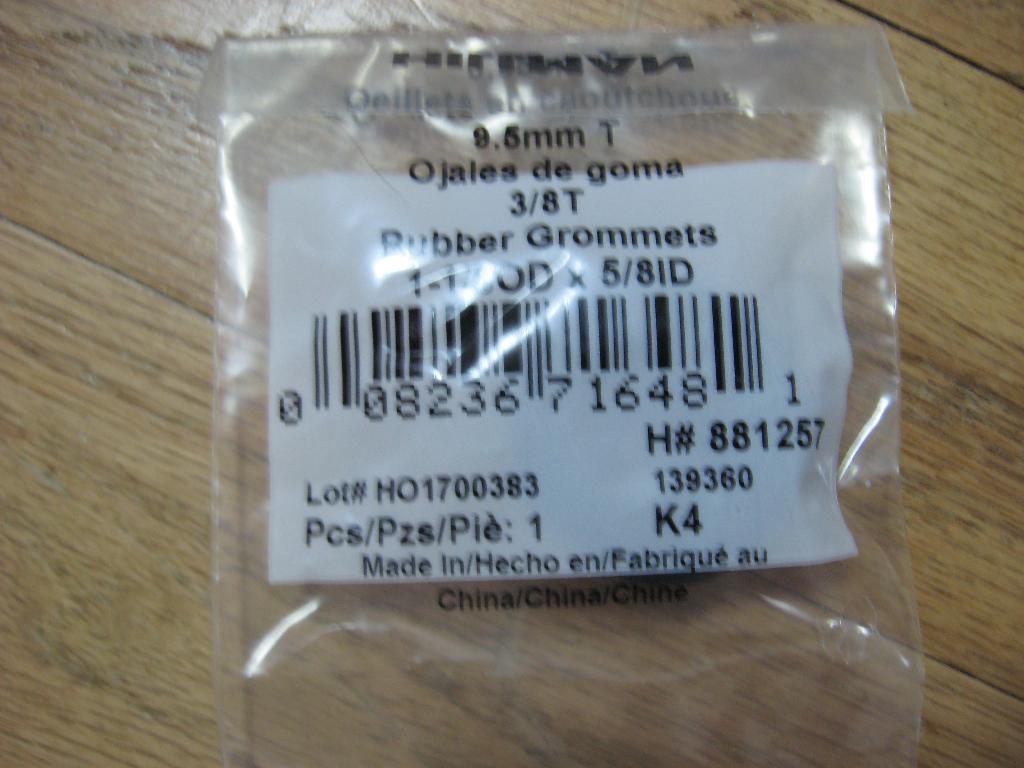 HILLMAN
Oeillets en caoutchouc
9.5mm T
Ojales de goma
3/8T
Rubber Grommets
OD x 5/8ID
0 08236 71648 1
H# 881257
Lot# HO1700383 139360
Pcs/Pzs/Piè: 1 K4
Made In/Hecho en/Fabriqué au
China/China/Chine